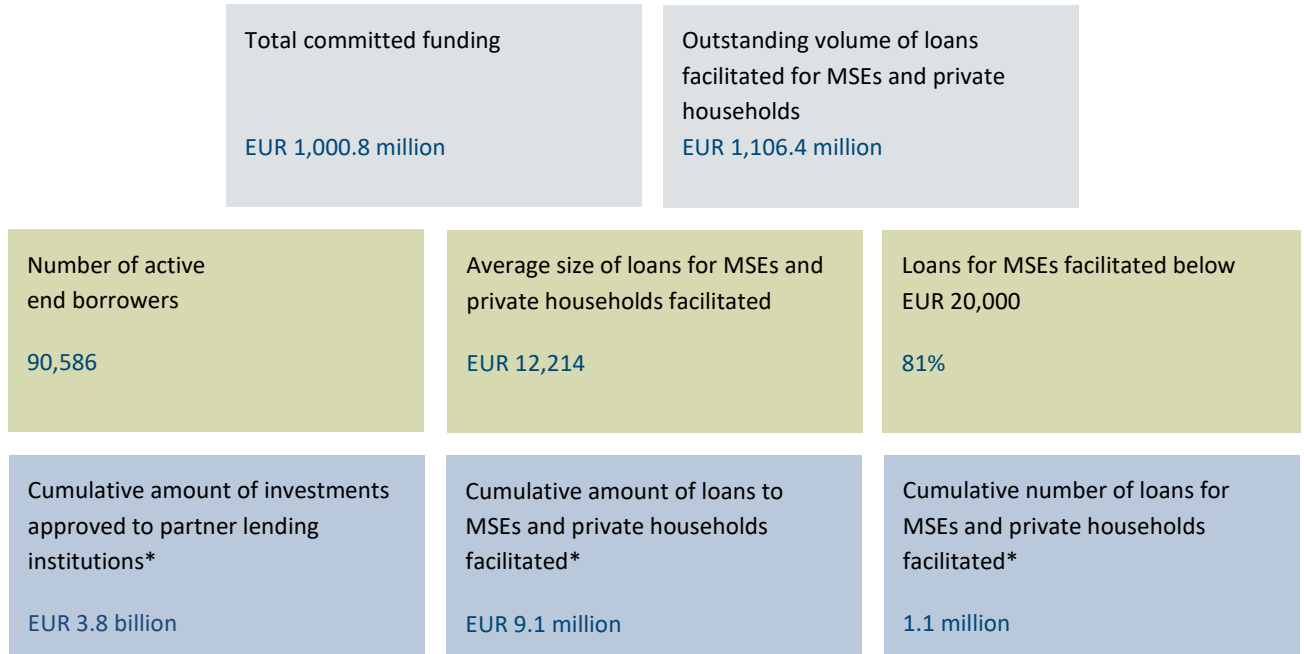 Total committed funding
EUR 1,000.8 million
Outstanding volume of loans
facilitated for MSEs and private
households
EUR 1,106.4 million
Number of active
end borrowers
90,586
Average size of loans for MSEs and
private households facilitated
EUR 12,214
Loans for MSEs facilitated below
EUR 20,000
81%
Cumulative amount of investments
approved to partner lending
institutions*
EUR 3.8 billion
Cumulative amount of loans to
MSEs and private households
facilitated*
EUR 9.1 million
Cumulative number of loans for
MSEs and private households
facilitated*
1.1 million